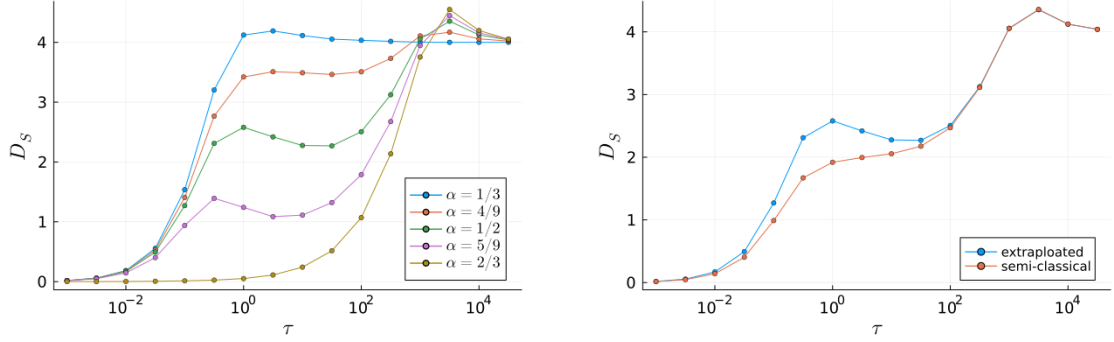 4
3
2
1
0
D_S
10^-2
10^0
10^2
10^4
τ
α = 1/3
α = 4/9
α = 1/2
α = 5/9
α = 2/3
4
3
2
1
0
D_S
10^-2
10^0
10^2
10^4
τ
extraploated
semi-classical